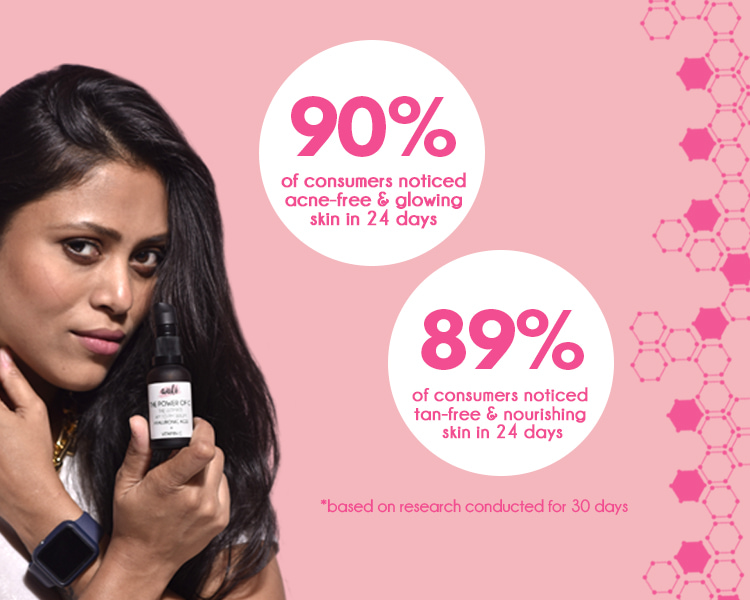 90%
of consumers noticed
acne-free & glowing
skin in 24 days
89%
of consumers noticed
tan-free & nourishing
skin in 24 days
*based on research conducted for 30 days
THE POWER OF C
HYALURONIC ACID
+
VITAMIN C